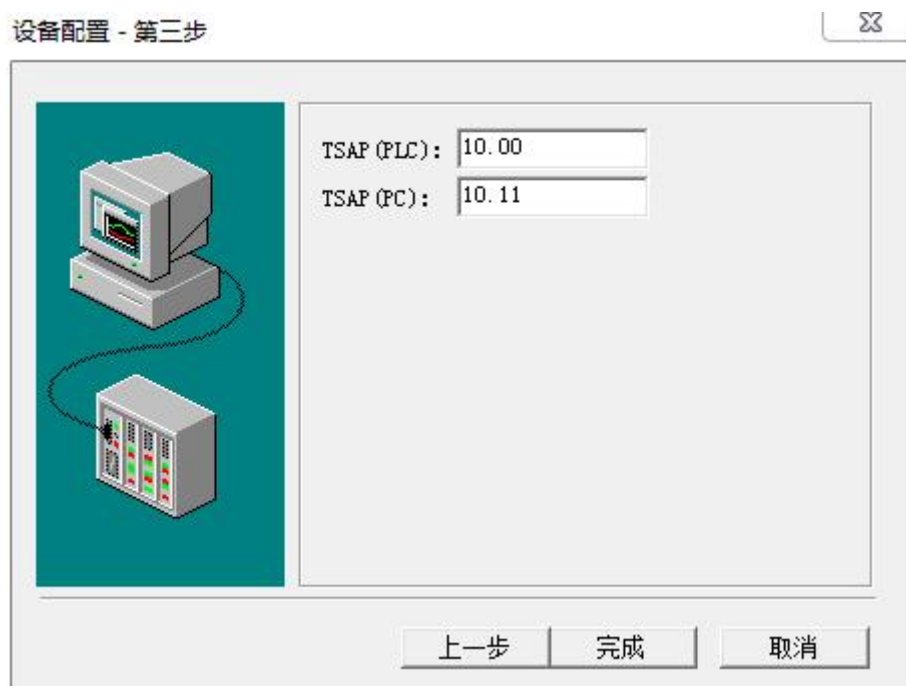 设备配置 - 第三步
TSAP(PLC): 10.00
TSAP(PC): 10.11
上一步 完成 取消